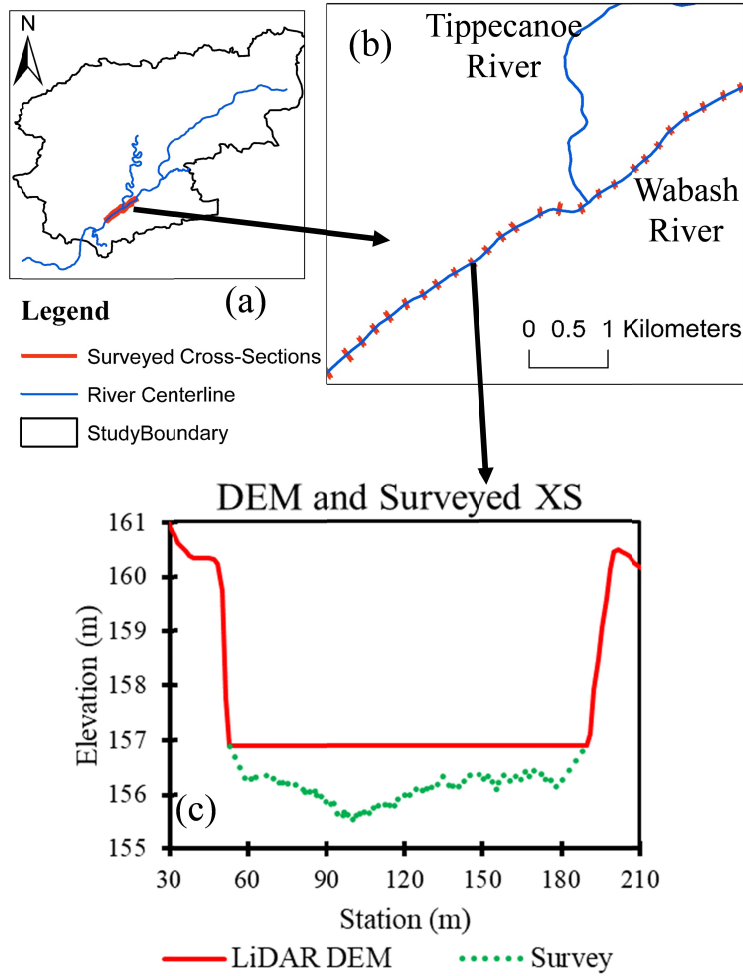 N
(a)
Legend
Surveyed Cross-Sections
River Centerline
StudyBoundary
(b)
Tippecanoe
River
Wabash
River
0 0.5 1 Kilometers
DEM and Surveyed XS
161
160
159
158
157
156
155
Elevation (m)
(c)
30 60 90 120 150 180 210
Station (m)
LiDAR DEM
Survey